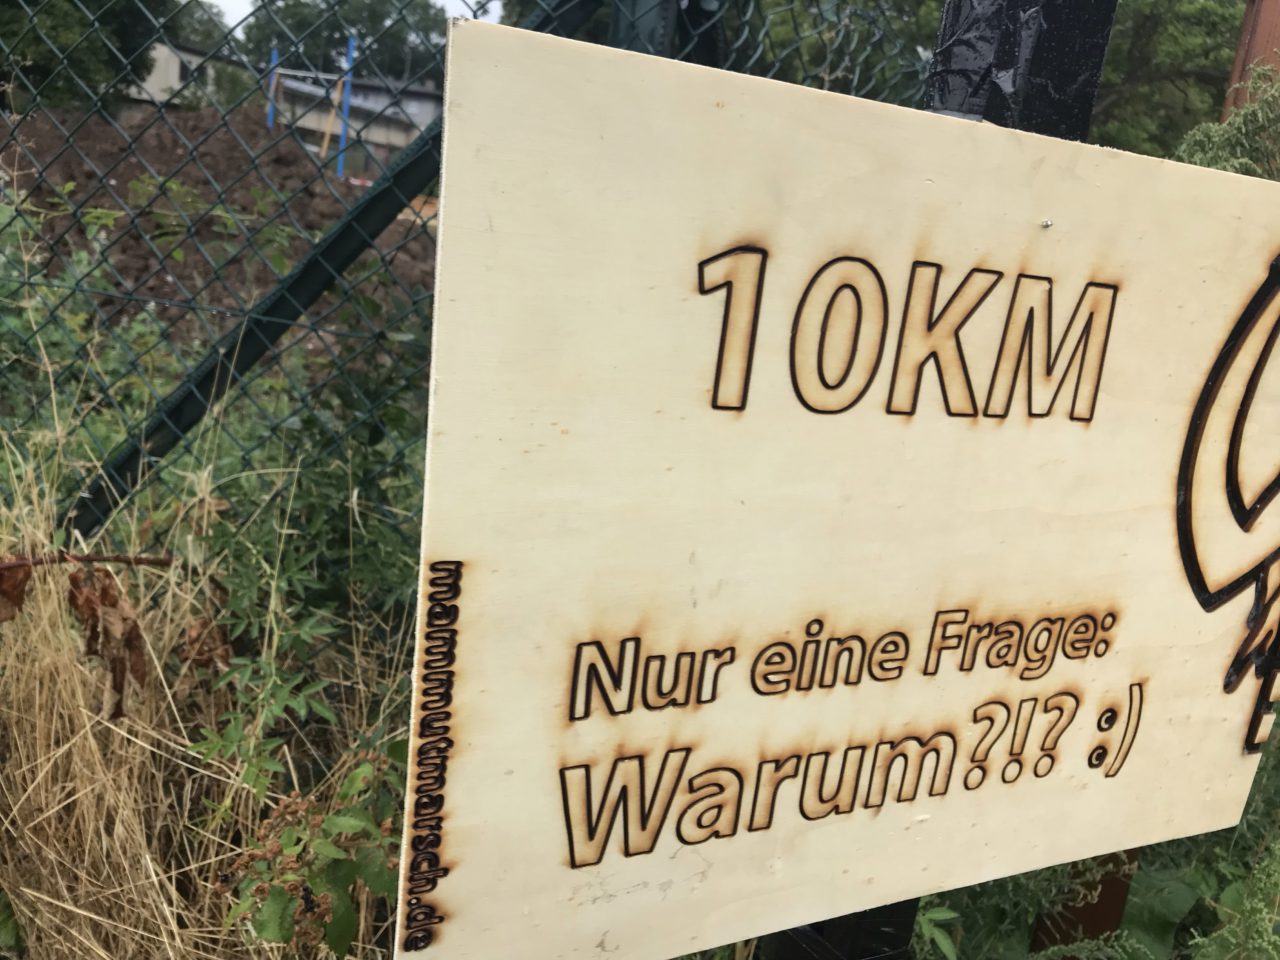 10KM
Nur eine Frage:
Warum?!? :)
mammutmarsch.de